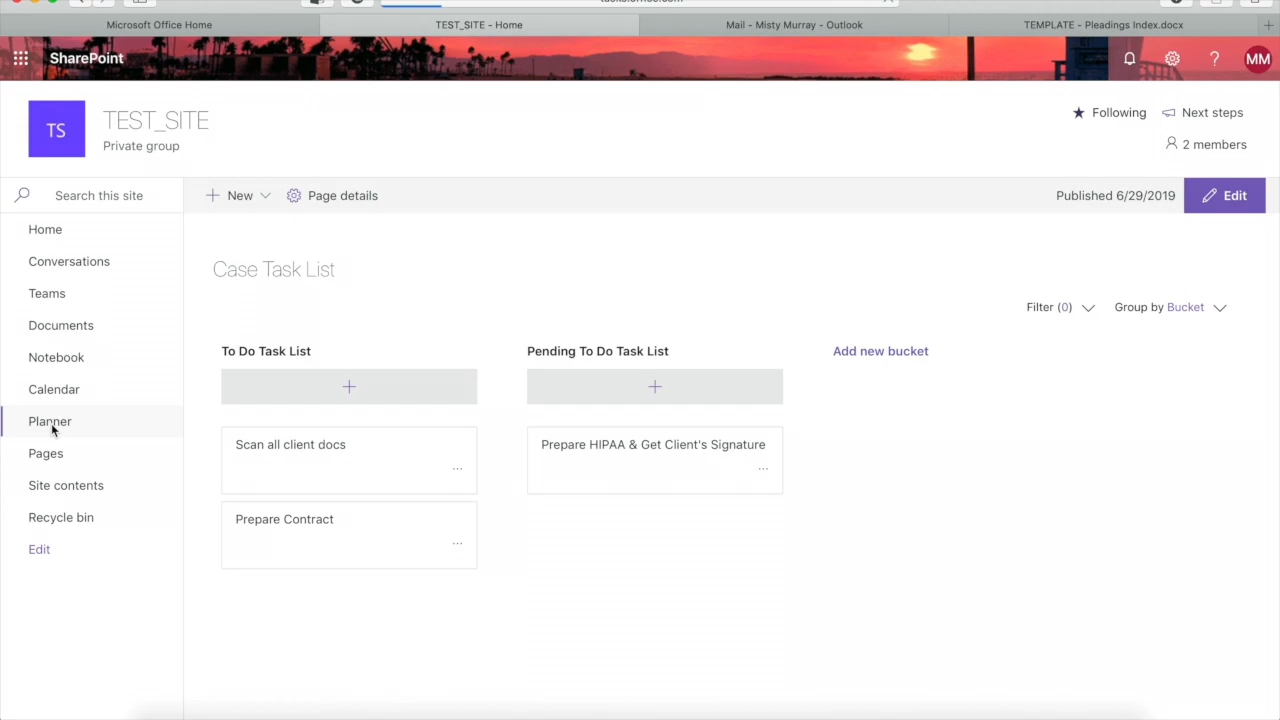 Microsoft Office Home
TEST_SITE - Home
Mail - Misty Murray - Outlook
TEMPLATE - Pleadings Index.docx
SharePoint
MM
TS
TEST_SITE
Private group
Following
Next steps
2 members
Search this site
New
Page details
Published 6/29/2019
Edit
Home
Conversations
Teams
Documents
Notebook
Calendar
Planner
Pages
Site contents
Recycle bin
Edit
Case Task List
Filter (0)
Group by Bucket
To Do Task List
Pending To Do Task List
Add new bucket
Scan all client docs
Prepare HIPAA & Get Client's Signature
Prepare Contract